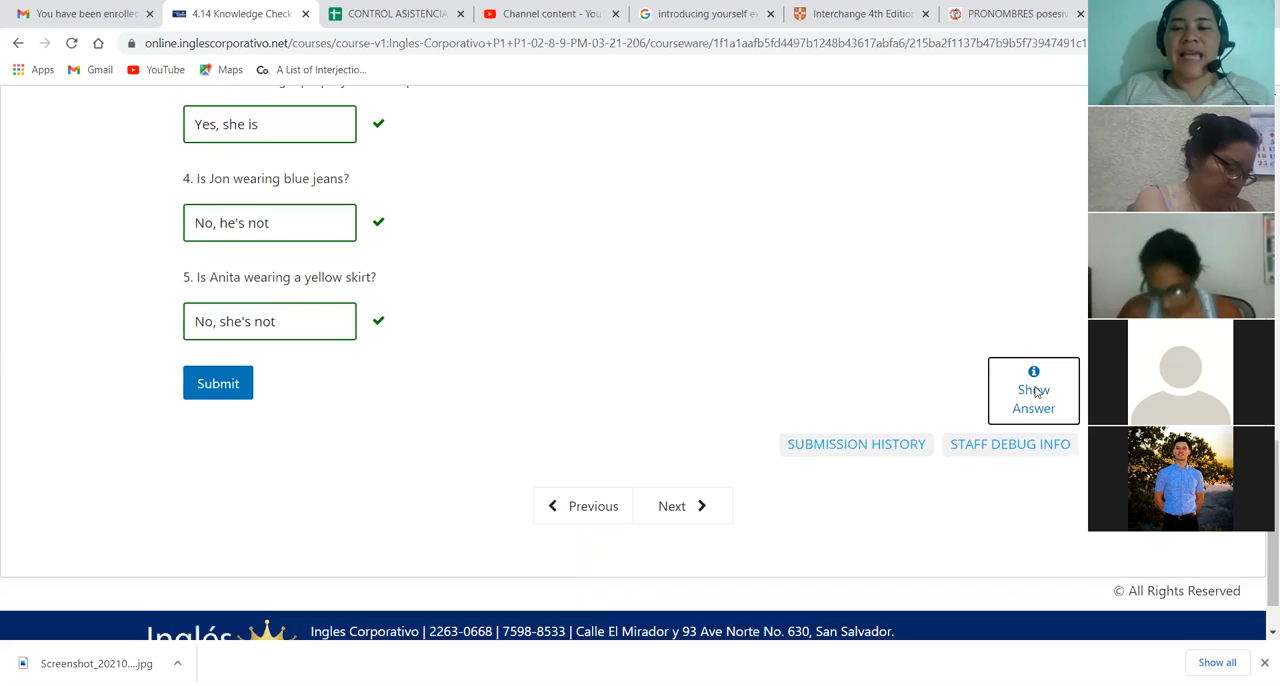 You have been enrolle
4.14 Knowledge Check
CONTROL ASISTENCIA
Channel content - You
introducing yourself e
Interchange 4th Edition
PRONOMBRES posesiv
online.inglescorporativo.net/courses/course-v1:Ingles-Corporativo+P1+P1-02-8-9-PM-03-21-206/courseware/1f1a1aafb5fd4497b1248b43617abfa6/215ba2f1137b47b9b5f73947491c1
Apps
Gmail
YouTube
Maps
Co. A List of Interjectio...
Yes, she is
4. Is Jon wearing blue jeans?
No, he's not
5. Is Anita wearing a yellow skirt?
No, she's not
Submit
Show
Answer
SUBMISSION HISTORY
STAFF DEBUG INFO
Previous
Next
© All Rights Reserved
Inglés
Ingles Corporativo | 2263-0668 | 7598-8533 | Calle El Mirador y 93 Ave Norte No. 630, San Salvador.
Screenshot_20210....jpg
Show all